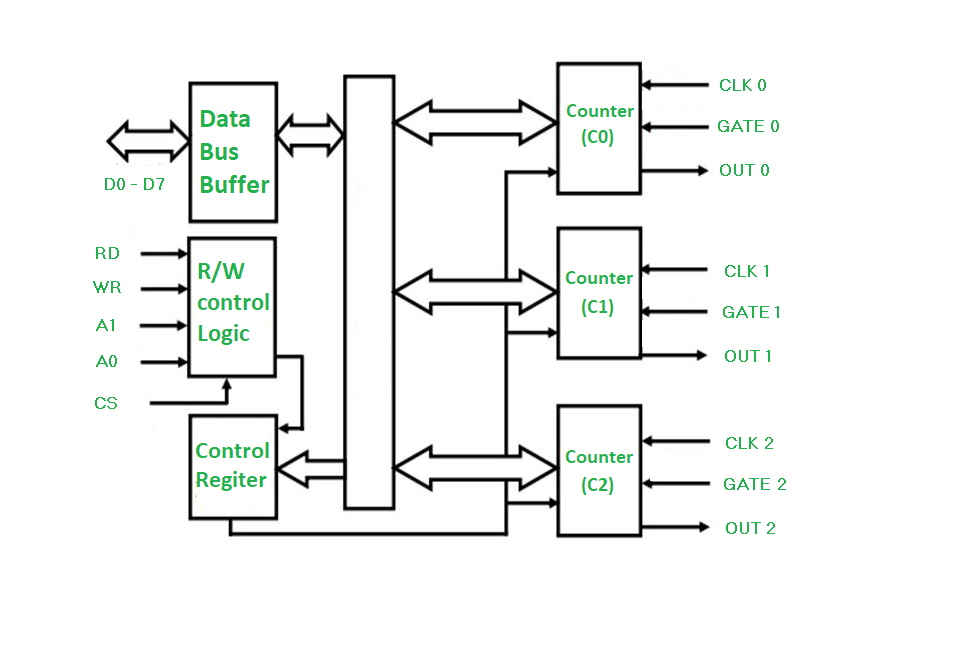 Data
Bus
Buffer
D0 - D7
RD
WR
A1
A0
CS
R/W
control
Logic
Control
Regiter
Counter
(C0)
CLK 0
GATE 0
OUT 0
Counter
(C1)
CLK 1
GATE 1
OUT 1
Counter
(C2)
CLK 2
GATE 2
OUT 2